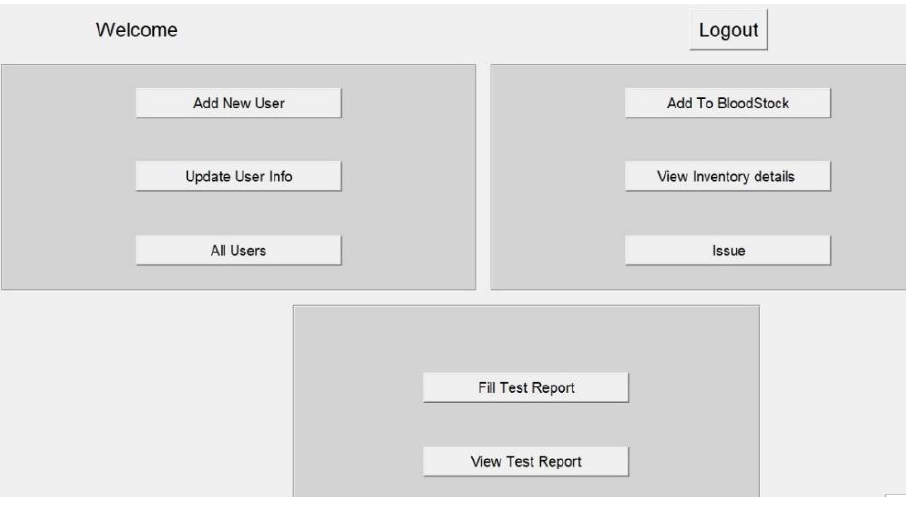 Welcome
Logout
Add New User
Update User Info
All Users
Add To BloodStock
View Inventory details
Issue
Fill Test Report
View Test Report